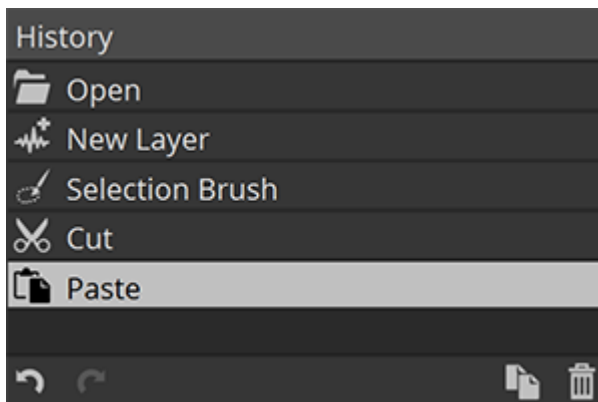 History
Open
New Layer
Selection Brush
Cut
Paste